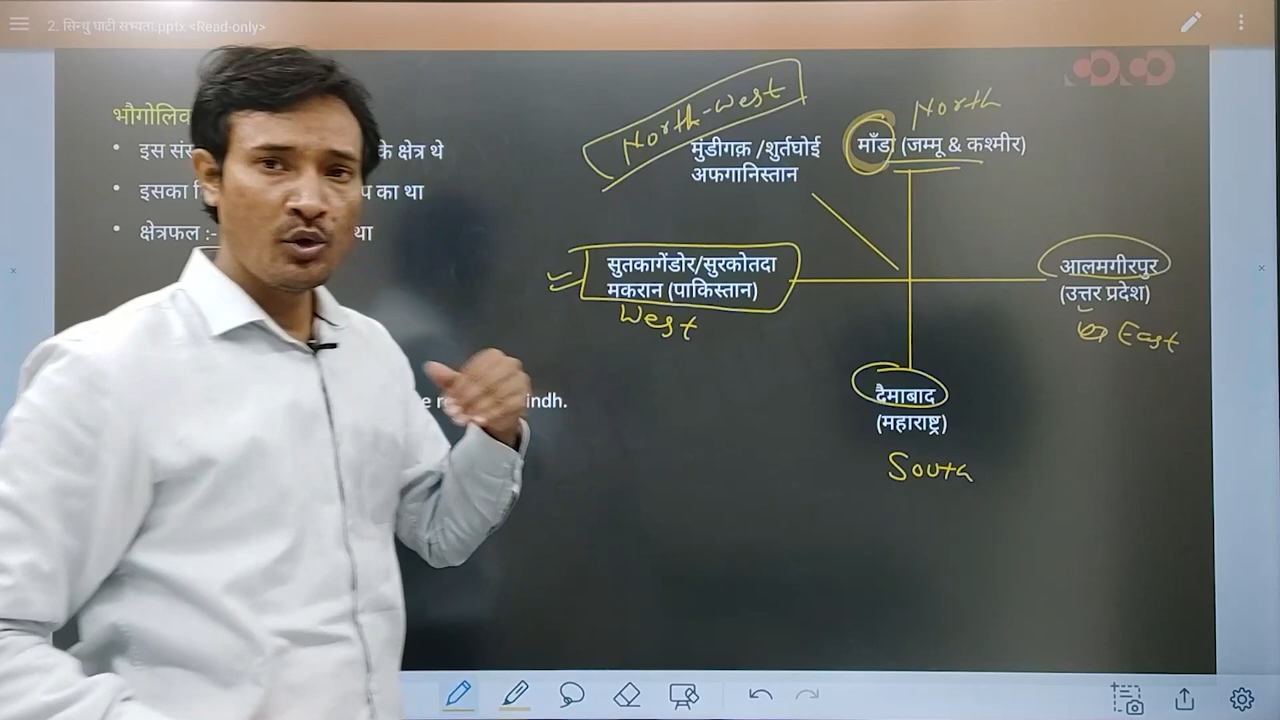 2. सिन्धु घाटी सभ्यता.pptx <Read-only>
भौगोलिक
• इस के क्षेत्र थे
• इसका का था
• क्षेत्रफल :- था
indh.
North-West
मुंडीगक़ /शुर्तघोई
अफगानिस्तान
North
माँडा (जम्मू & कश्मीर)
सुतकागेंडोर/सुरकोतदा
मकरान (पाकिस्तान)
West
आलमगीरपुर
(उत्तर प्रदेश)
East
दैमाबाद
(महाराष्ट्र)
South